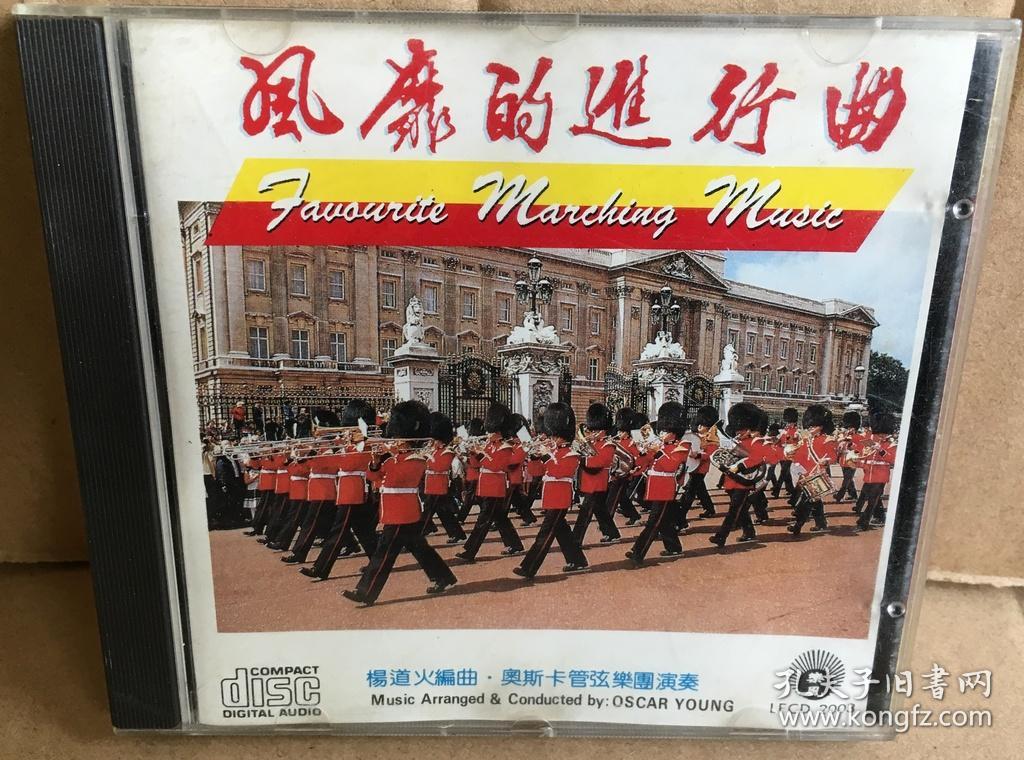 風靡的進行曲
Favourite Marching Music
COMPACT
disc
DIGITAL AUDIO
楊道火編曲·奧斯卡管弦樂團演奏
Music Arranged & Conducted by: OSCAR YOUNG
孔夫子旧书网
www.kongfz.com